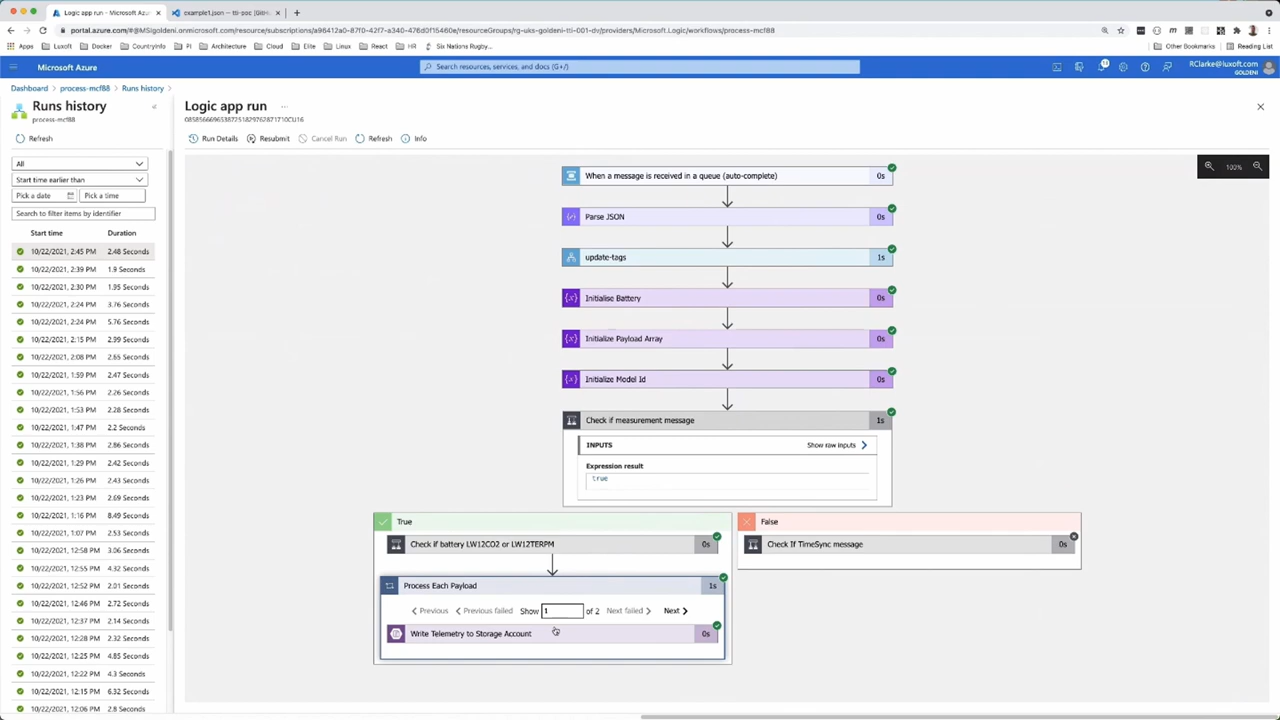 Logic app run - Microsoft Azure
example1.json — ttl-poc [GitH
portal.azure.com/#@MSIgoldeni.onmicrosoft.com/resource/subscriptions/
Apps Luxoft Docker CountryInfo PI Architecture Cloud Elite Linux React HR Six Nations Rugby... Other Bookmarks Reading List
Microsoft Azure
Search resources, services, and docs (G+/)
RClarke@luxoft.com
GOLDENI
Dashboard > process-mcf88 > Runs history >
Runs history
process-mcf88
Refresh
All
Start time earlier than
Pick a date Pick a time
Search to filter items by identifier
Start time Duration
10/22/2021, 2:45 PM 2.48 Seconds
10/22/2021, 2:39 PM 1.9 Seconds
10/22/2021, 2:30 PM 1.95 Seconds
10/22/2021, 2:24 PM 3.76 Seconds
10/22/2021, 2:24 PM 5.76 Seconds
10/22/2021, 2:15 PM 2.99 Seconds
10/22/2021, 2:08 PM 2.65 Seconds
10/22/2021, 1:59 PM 2.47 Seconds
10/22/2021, 1:56 PM 2.26 Seconds
10/22/2021, 1:53 PM 2.28 Seconds
10/22/2021, 1:47 PM 2.2 Seconds
10/22/2021, 1:38 PM 2.86 Seconds
10/22/2021, 1:29 PM 2.42 Seconds
10/22/2021, 1:26 PM 2.43 Seconds
10/22/2021, 1:23 PM 2.69 Seconds
10/22/2021, 1:16 PM 8.49 Seconds
10/22/2021, 1:07 PM 2.53 Seconds
10/22/2021, 12:58 PM 3.06 Seconds
10/22/2021, 12:55 PM 4.32 Seconds
10/22/2021, 12:52 PM 2.01 Seconds
10/22/2021, 12:46 PM 2.72 Seconds
10/22/2021, 12:37 PM 2.14 Seconds
10/22/2021, 12:28 PM 2.32 Seconds
10/22/2021, 12:24 PM 4.85 Seconds
10/22/2021, 12:22 PM 4.3 Seconds
10/22/2021, 12:15 PM 6.32 Seconds
10/22/2021, 12:06 PM 2.8 Seconds
Logic app run ...
Run Details Resubmit Cancel Run Refresh Info
100%
When a message is received in a queue (auto-complete) 0s
Parse JSON 0s
update-tags 1s
Initialise Battery 0s
Initialize Payload Array 0s
Initialize Model Id 0s
Check if measurement message 1s
INPUTS Show raw inputs >
Expression result
true
True
Check if battery LW12CO2 or LW12TERPM 0s
Process Each Payload 1s
< Previous < Previous failed Show 1 of 2 Next failed > Next >
Write Telemetry to Storage Account 0s
False
Check If TimeSync message 0s